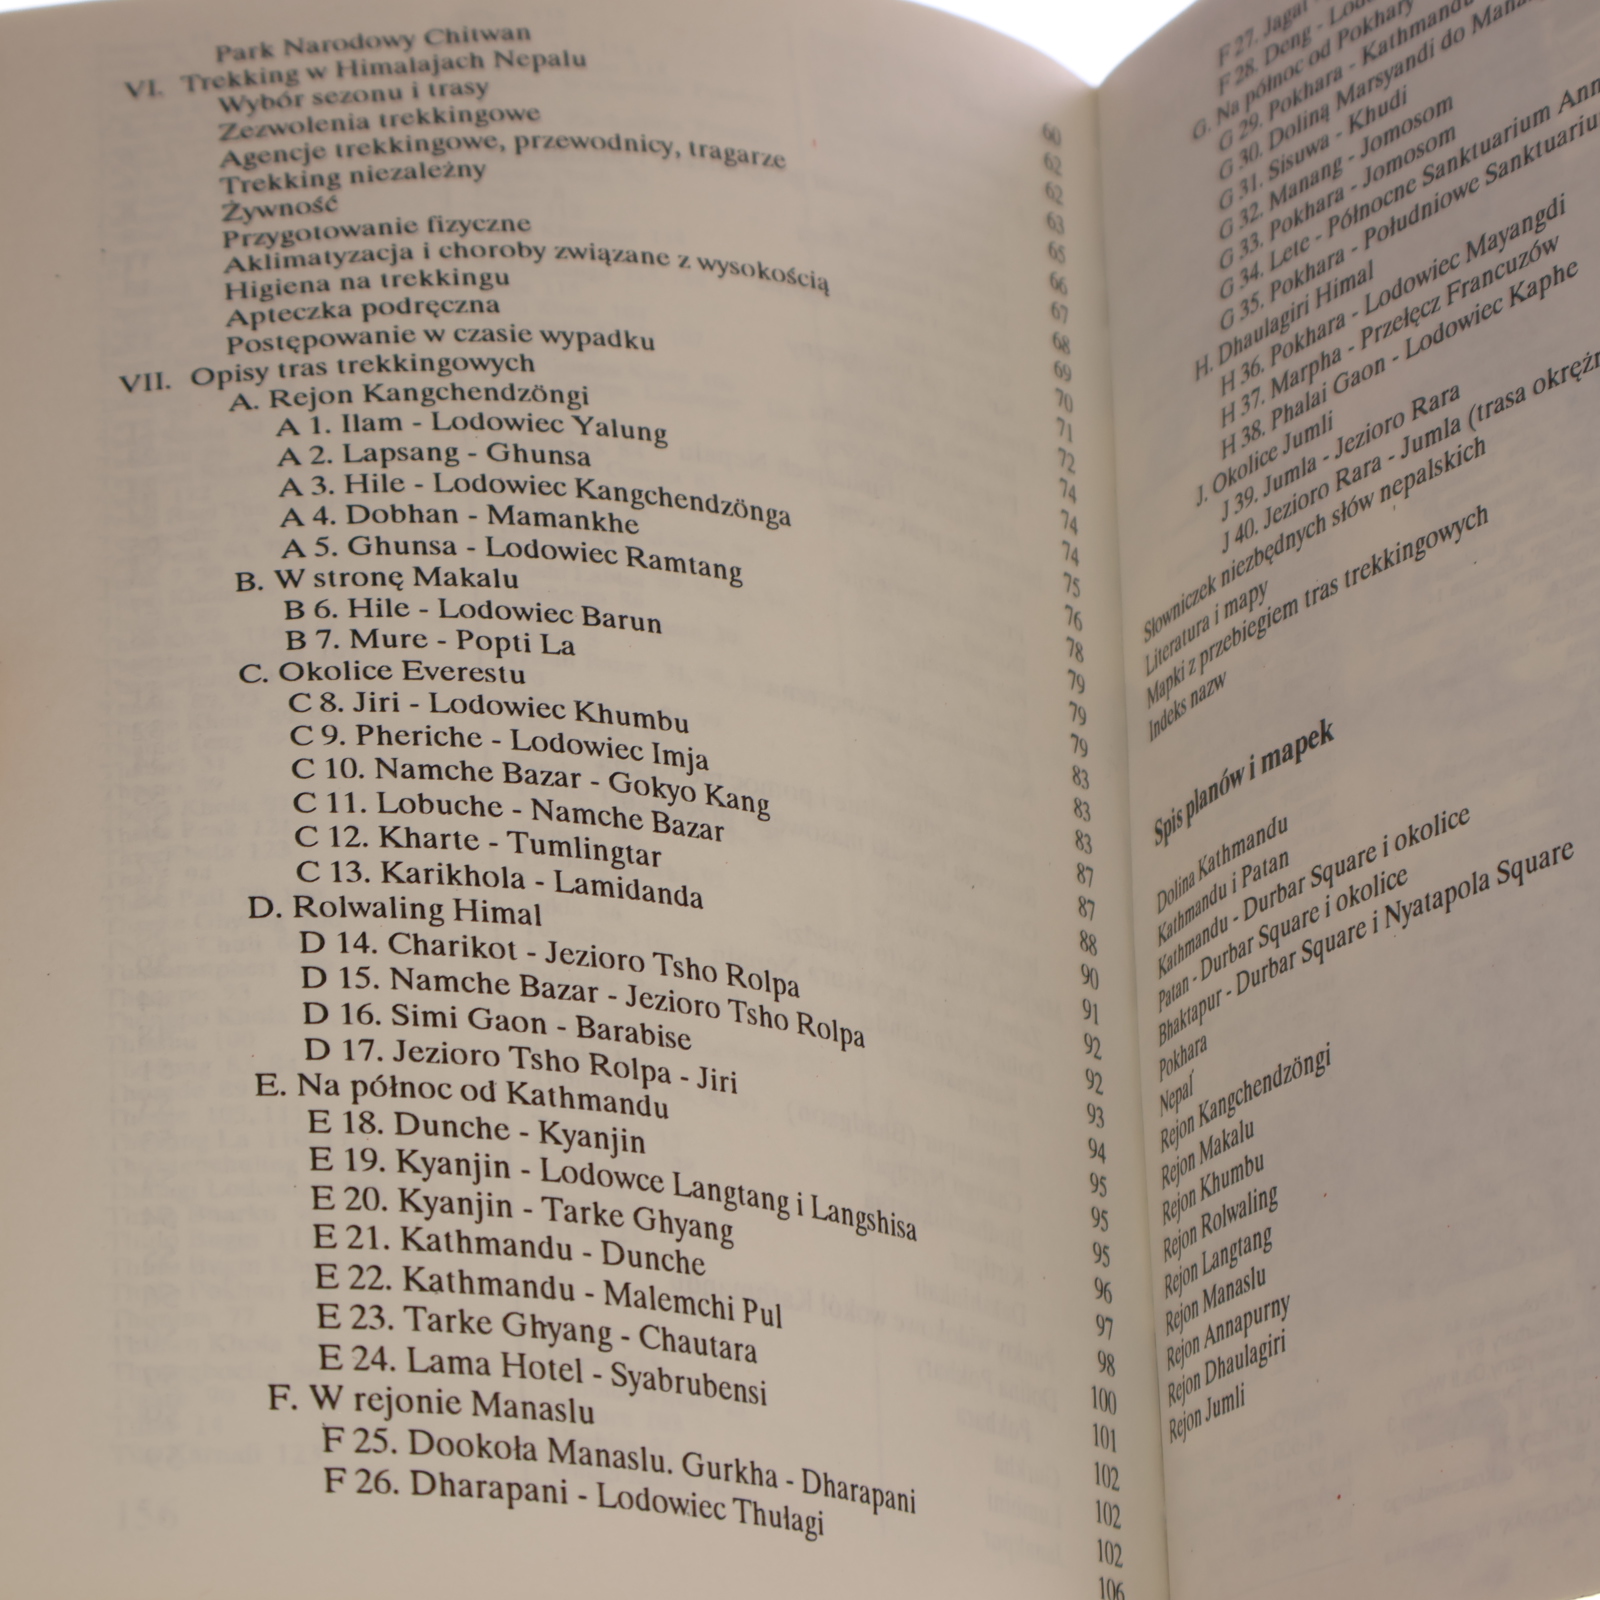 Park Narodowy Chitwan 60
VI. Trekking w Himalajach Nepalu 62
Wybór sezonu i trasy 62
Zezwolenia trekkingowe 63
Agencje trekkingowe, przewodnicy, tragarze 65
Trekking niezależny 66
Żywność 67
Przygotowanie fizyczne 68
Aklimatyzacja i choroby związane z wysokością 69
Higiena na trekkingu 70
Apteczka podręczna 71
Postępowanie w czasie wypadku 72
VII. Opisy tras trekkingowych 74
A. Rejon Kangchendzöngi 74
A 1. Ilam - Lodowiec Yalung 74
A 2. Lapsang - Ghunsa 75
A 3. Hile - Lodowiec Kangchendzönga 76
A 4. Dobhan - Mamankhe 78
A 5. Ghunsa - Lodowiec Ramtang 79
B. W stronę Makalu 79
B 6. Hile - Lodowiec Barun 79
B 7. Mure - Popti La 83
C. Okolice Everestu 83
C 8. Jiri - Lodowiec Khumbu 83
C 9. Pheriche - Lodowiec Imja 87
C 10. Namche Bazar - Gokyo Kang 87
C 11. Lobuche - Namche Bazar 88
C 12. Kharte - Tumlingtar 90
C 13. Karikhola - Lamidanda 91
D. Rolwaling Himal 92
D 14. Charikot - Jezioro Tsho Rolpa 92
D 15. Namche Bazar - Jezioro Tsho Rolpa 93
D 16. Simi Gaon - Barabise 94
D 17. Jezioro Tsho Rolpa - Jiri 95
E. Na północ od Kathmandu 95
E 18. Dunche - Kyanjin 95
E 19. Kyanjin - Lodowce Langtang i Langshisa 96
E 20. Kyanjin - Tarke Ghyang 97
E 21. Kathmandu - Dunche 98
E 22. Kathmandu - Malemchi Pul 100
E 23. Tarke Ghyang - Chautara 101
E 24. Lama Hotel - Syabrubensi 102
F. W rejonie Manaslu 102
F 25. Dookoła Manaslu. Gurkha - Dharapani 102
F 26. Dharapani - Lodowiec Thułagi 106
F 27. Jagat
F 28. Deng -
G. Na północ od Pokhary
G 29. Pokhara - Kathmandu
G 30. Doliną Marsyandi do
G 31. Sisuwa - Khudi
G 32. Manang - Jomosom
G 33. Pokhara - Jomosom
G 34. Lete - Północne Sanktuarium
G 35. Pokhara - Południowe
H. Dhaulagiri Himal
H 36. Pokhara - Lodowiec Mayangdi
H 37. Marpha - Przełęcz Francuzów
H 38. Phalai Gaon - Lodowiec Kaphe
J. Okolice Jumli
J 39. Jumla - Jezioro Rara
J 40. Jezioro Rara - Jumla (trasa
Słowniczek niezbędnych słów nepalskich
Literatura i mapy
Mapki z przebiegiem tras trekkingowych
Indeks nazw
Spis planów i mapek
Dolina Kathmandu
Kathmandu i Patan
Kathmandu - Durbar Square i okolice
Patan - Durbar Square i okolice
Bhaktapur - Durbar Square i Nyatapola Square
Pokhara
Nepal
Rejon Kangchendzöngi
Rejon Makalu
Rejon Khumbu
Rejon Rolwaling
Rejon Langtang
Rejon Manaslu
Rejon Annapurny
Rejon Dhaulagiri
Rejon Jumli